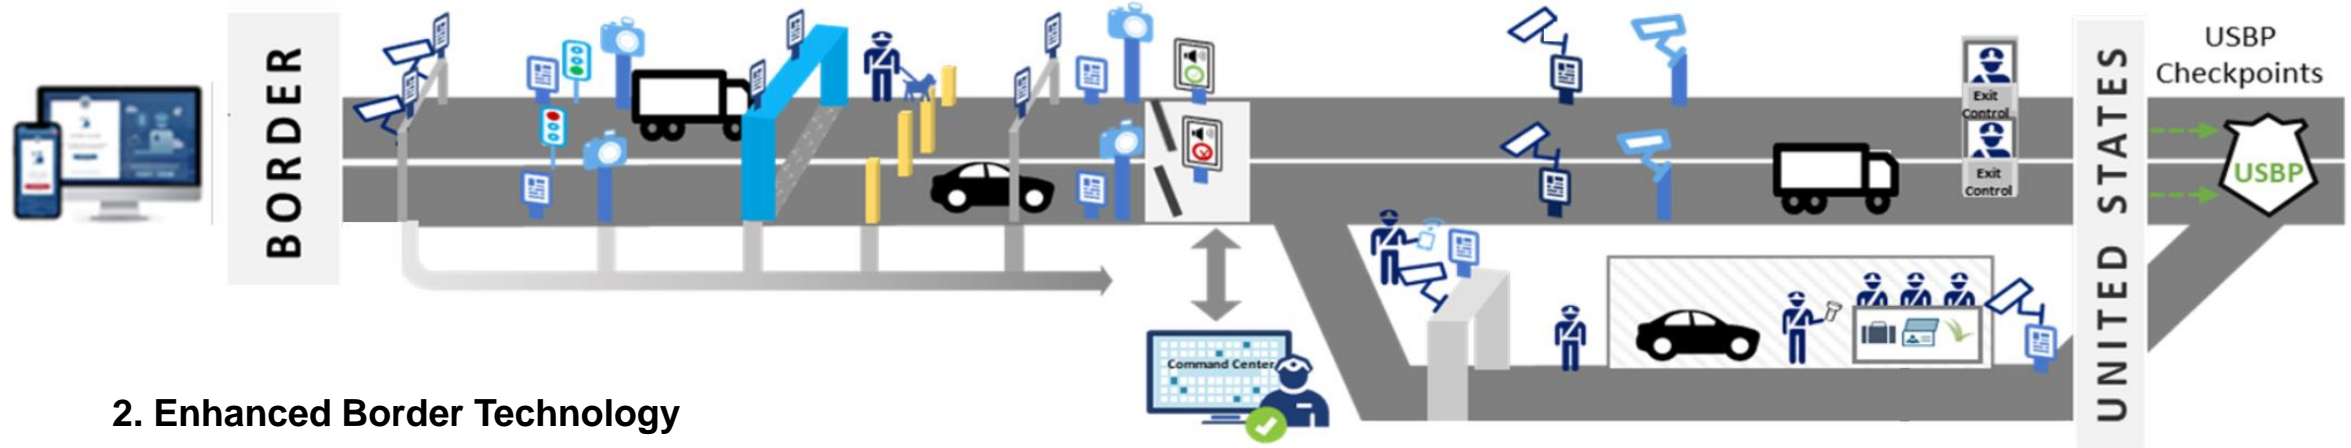 BORDER
Exit
Control
Exit
Control
UNITED STATES
USBP
Checkpoints
USBP
Command Center
2. Enhanced Border Technology